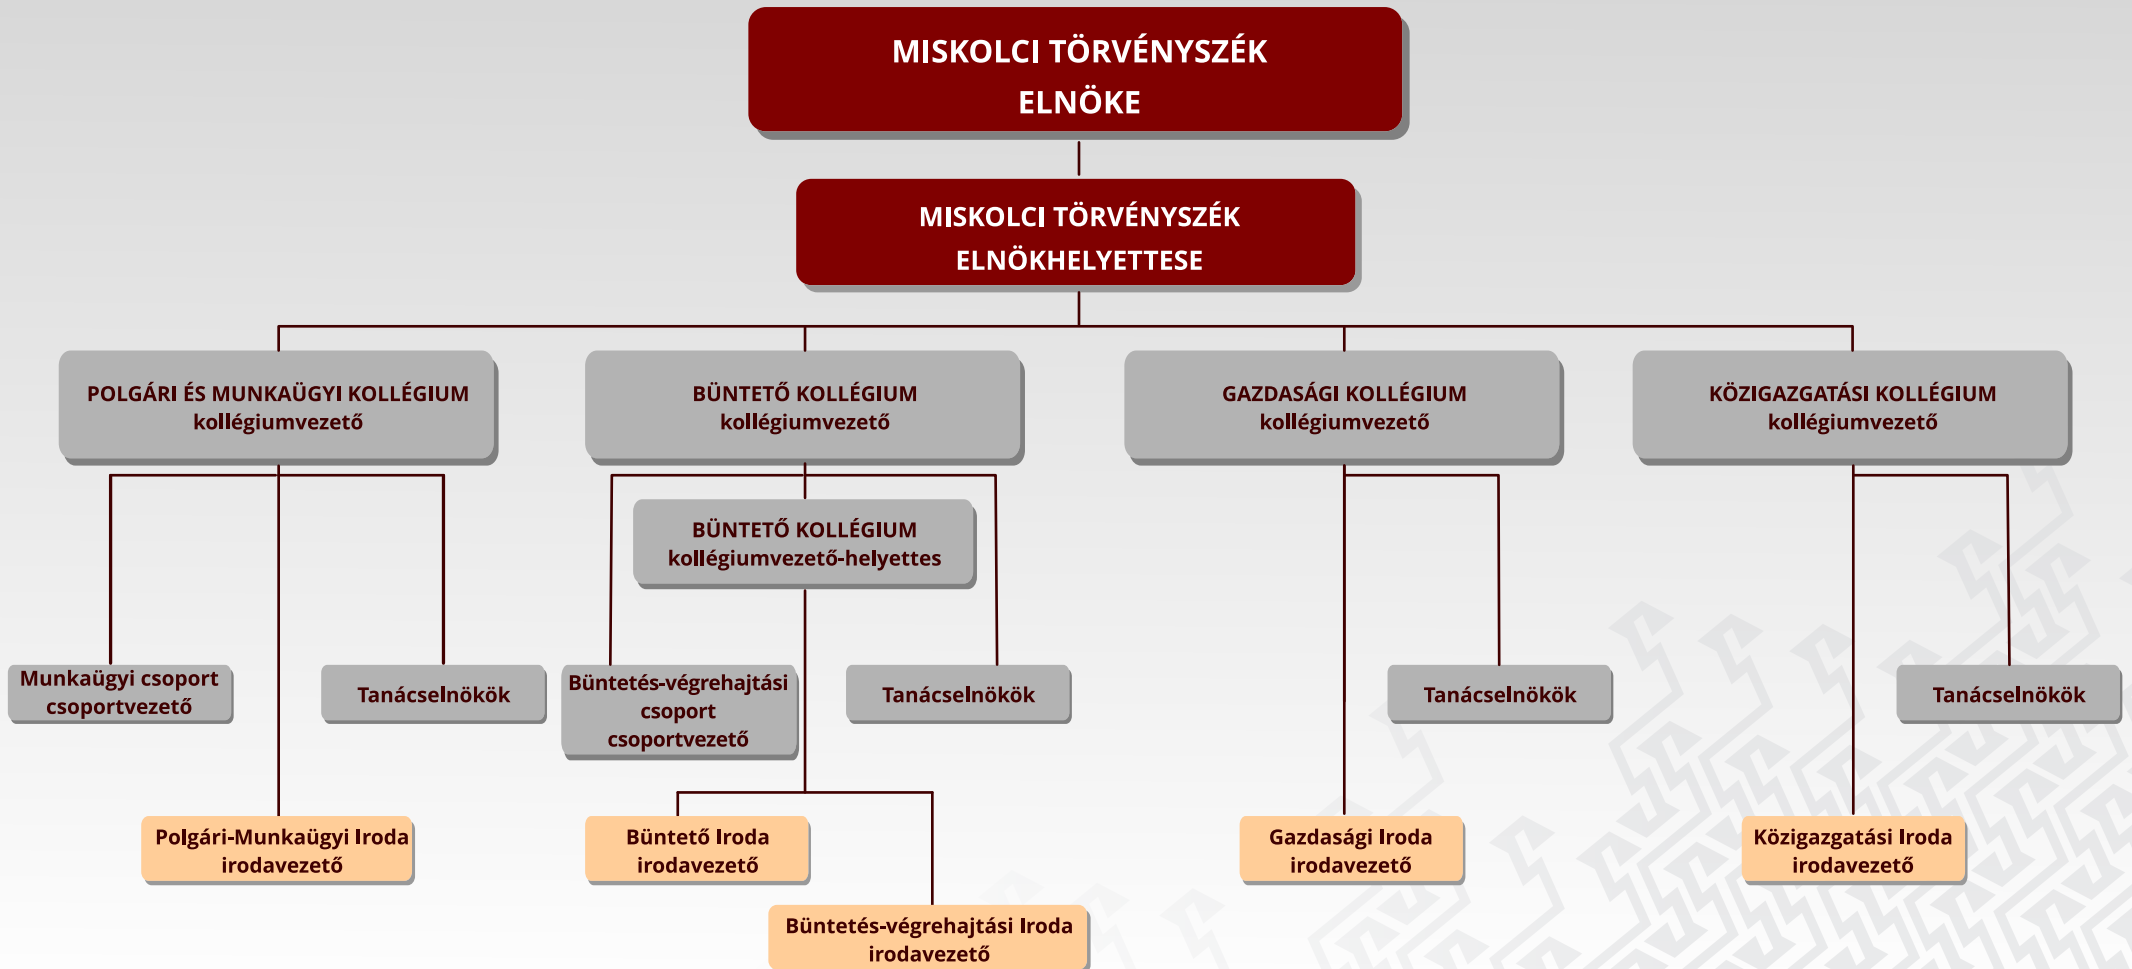 MISKOLCI TÖRVÉNYSZÉK
ELNÖKE
MISKOLCI TÖRVÉNYSZÉK
ELNÖKHELYETTESE
POLGÁRI ÉS MUNKAÜGYI KOLLÉGIUM
kollégiumvezető
BÜNTETŐ KOLLÉGIUM
kollégiumvezető
GAZDASÁGI KOLLÉGIUM
kollégiumvezető
KÖZIGAZGATÁSI KOLLÉGIUM
kollégiumvezető
BÜNTETŐ KOLLÉGIUM
kollégiumvezető-helyettes
Munkaügyi csoport
csoportvezető
Tanácselnökök
Büntetés-végrehajtási
csoport
csoportvezető
Tanácselnökök
Tanácselnökök
Tanácselnökök
Polgári-Munkaügyi Iroda
irodavezető
Büntető Iroda
irodavezető
Gazdasági Iroda
irodavezető
Közigazgatási Iroda
irodavezető
Büntetés-végrehajtási Iroda
irodavezető